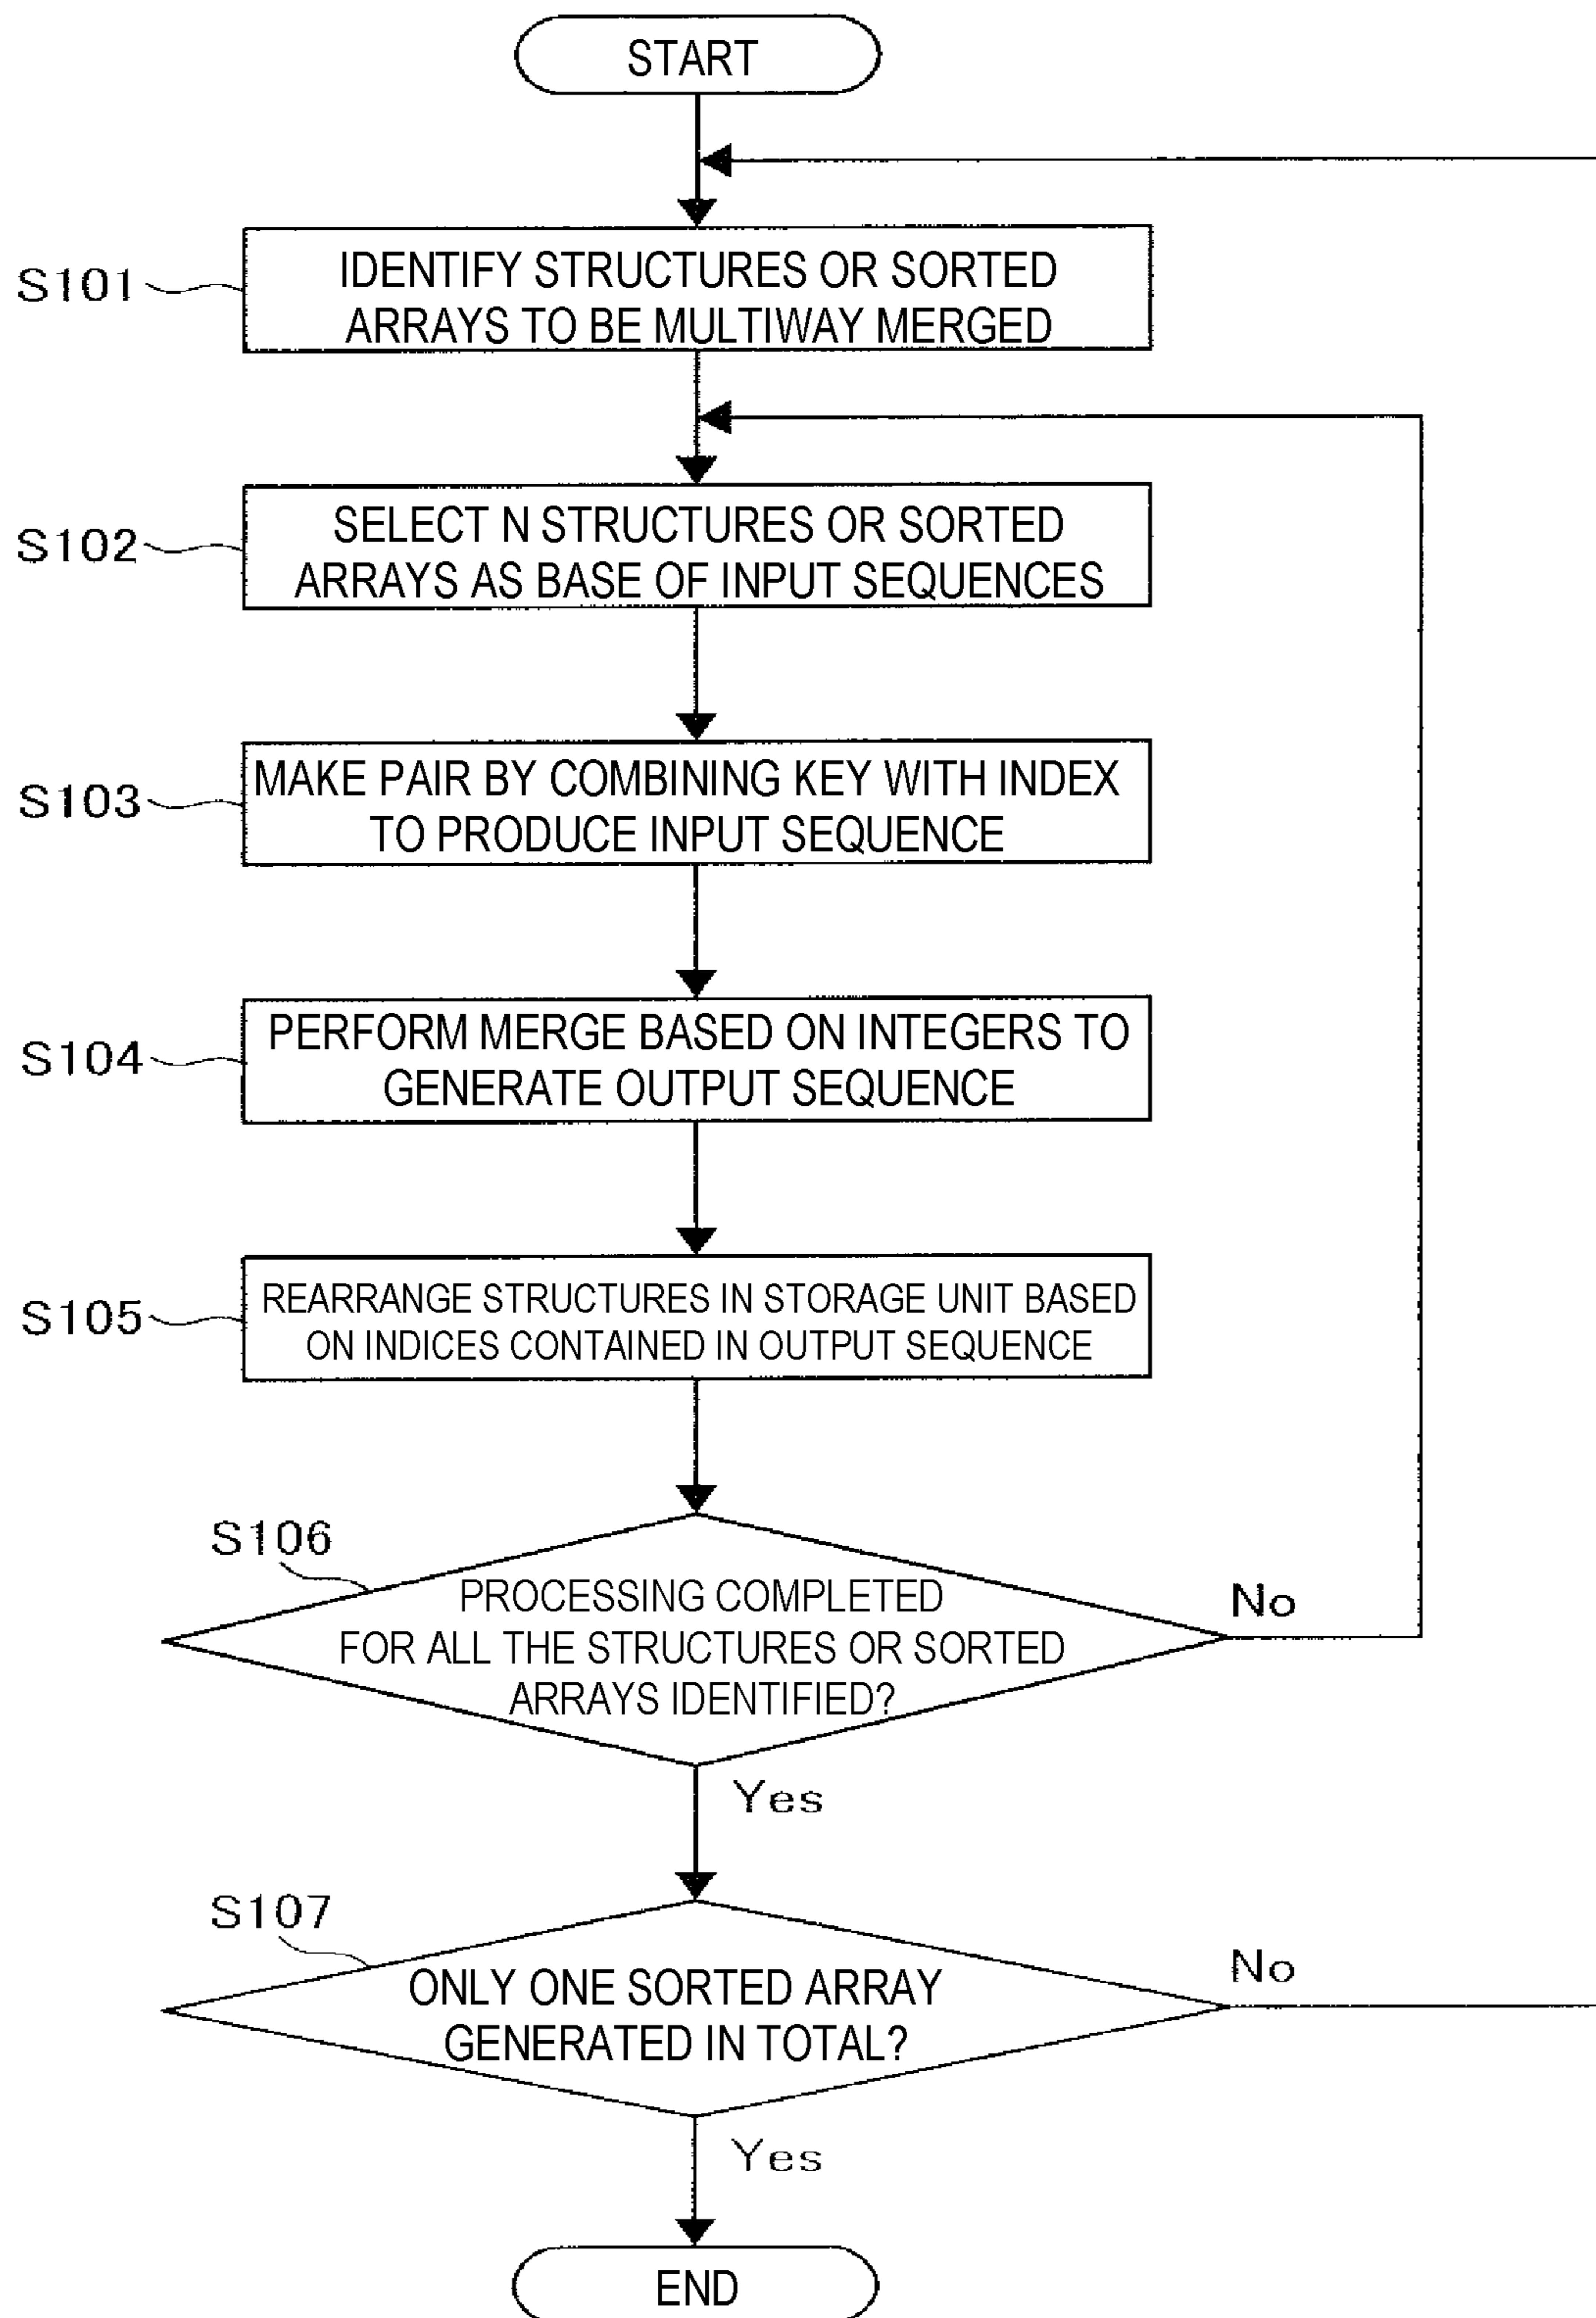 START
S101
IDENTIFY STRUCTURES OR SORTED
ARRAYS TO BE MULTIWAY MERGED
S102
SELECT N STRUCTURES OR SORTED
ARRAYS AS BASE OF INPUT SEQUENCES
S103
MAKE PAIR BY COMBINING KEY WITH INDEX
TO PRODUCE INPUT SEQUENCE
S104
PERFORM MERGE BASED ON INTEGERS TO
GENERATE OUTPUT SEQUENCE
S105
REARRANGE STRUCTURES IN STORAGE UNIT BASED
ON INDICES CONTAINED IN OUTPUT SEQUENCE
S106
PROCESSING COMPLETED
FOR ALL THE STRUCTURES OR SORTED
ARRAYS IDENTIFIED?
No
Yes
S107
ONLY ONE SORTED ARRAY
GENERATED IN TOTAL?
No
Yes
END